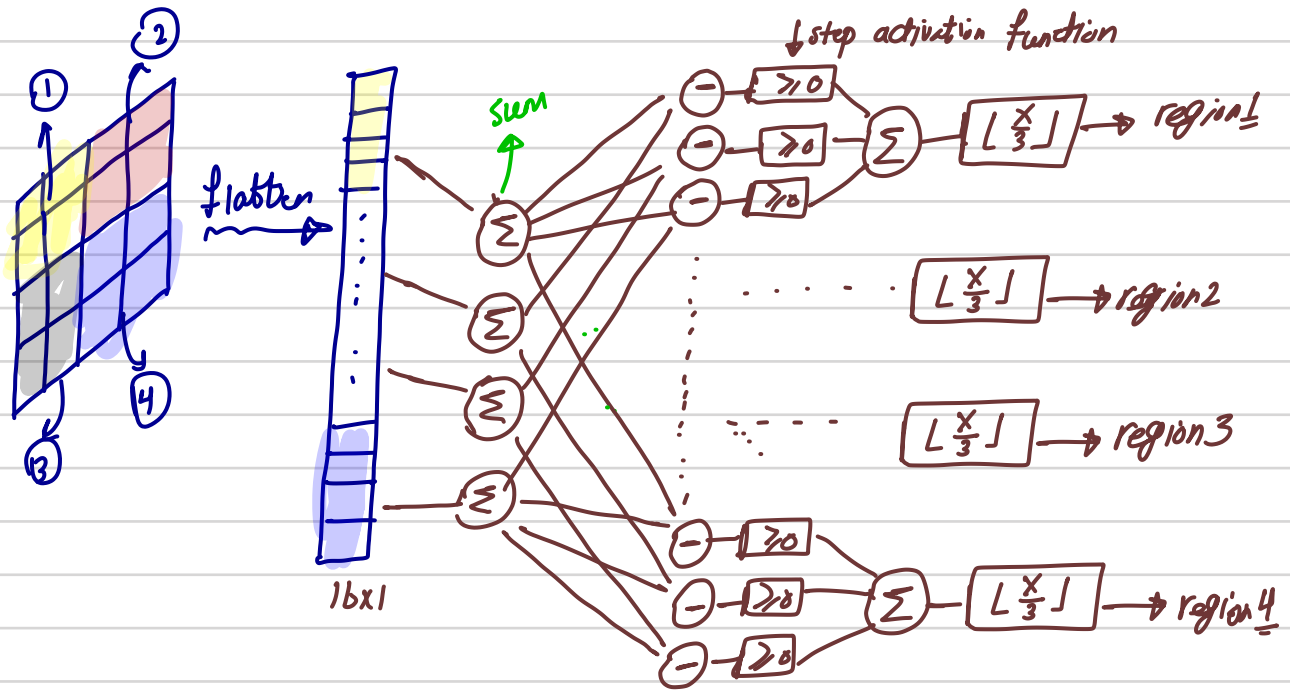 ↓ step activation function
2
1
sum
flatten
Σ
Σ
Σ
Σ
- ≥0
- ≥0
- ≥0
Σ ⌊x/3⌋ → region 1
⌊x/3⌋ → region 2
⌊x/3⌋ → region 3
3
4
16x1
- ≥0
- ≥0
- ≥0
Σ ⌊x/3⌋ → region 4